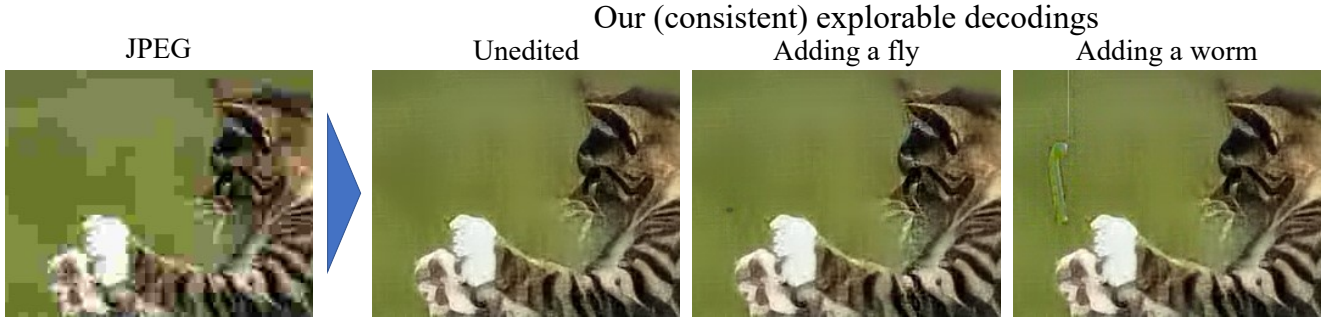 Our (consistent) explorable decodings
JPEG
Unedited
Adding a fly
Adding a worm